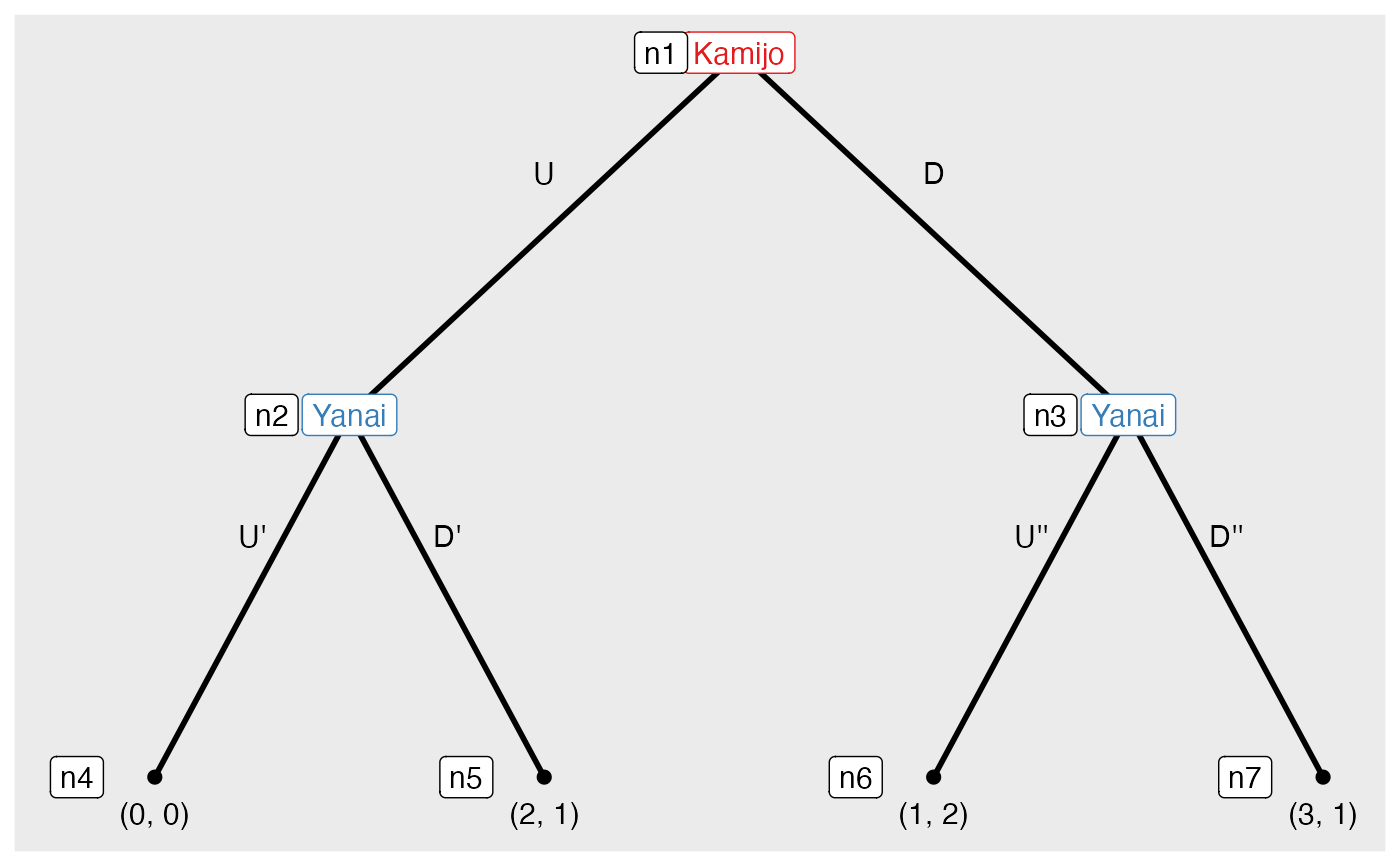 n1 Kamijo
U D
n2 Yanai n3 Yanai
U' D' U" D"
n4 n5 n6 n7
(0, 0) (2, 1) (1, 2) (3, 1)